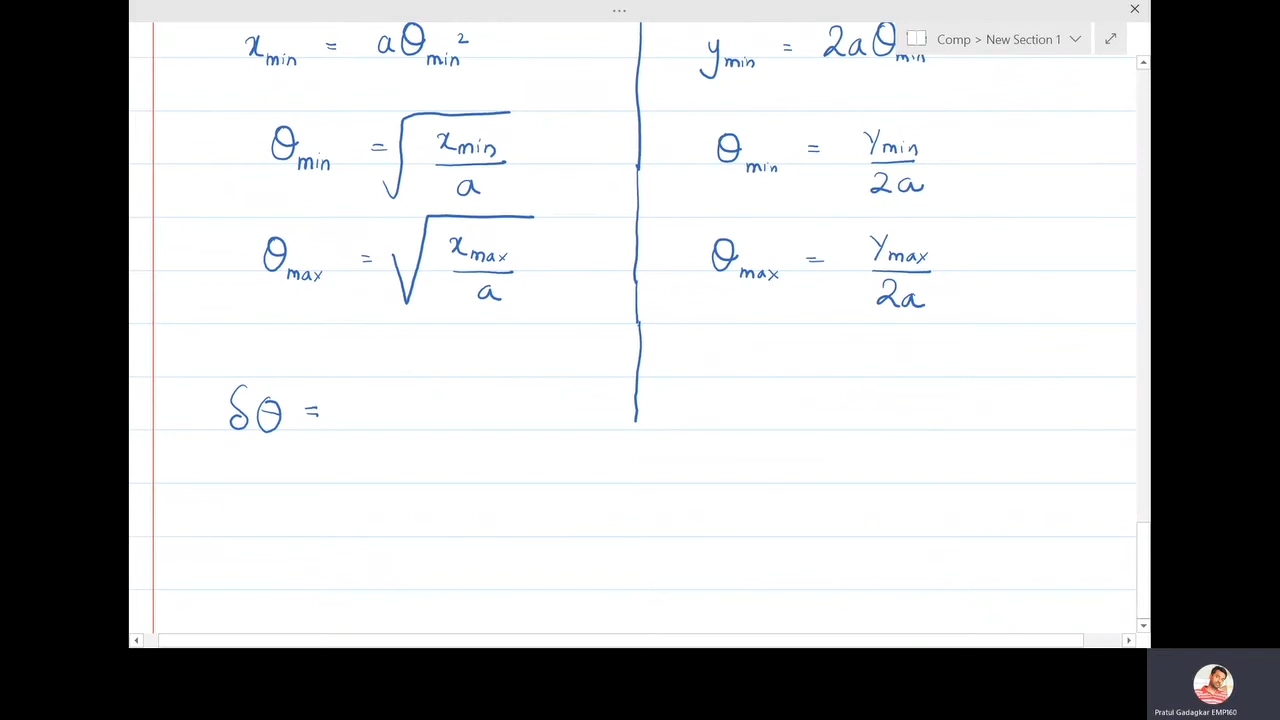 ...
Comp > New Section 1
x_min = aθ_min²
y_min = 2aθ_min
θ_min = √(x_min/a)
θ_min = y_min/2a
θ_max = √(x_max/a)
θ_max = y_max/2a
δθ =
Pratul Gadagkar EMP160